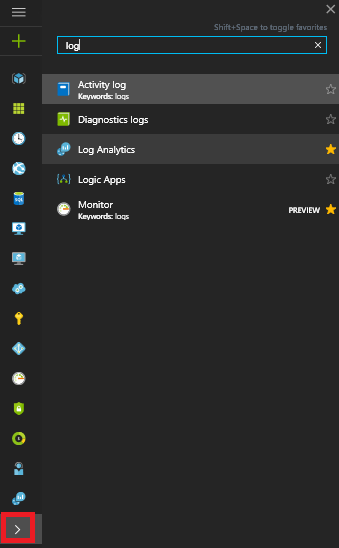 Shift+Space to toggle favorites
log
Activity log
Keywords: logs
Diagnostics logs
Log Analytics
Logic Apps
Monitor
Keywords: logs
PREVIEW
SQL